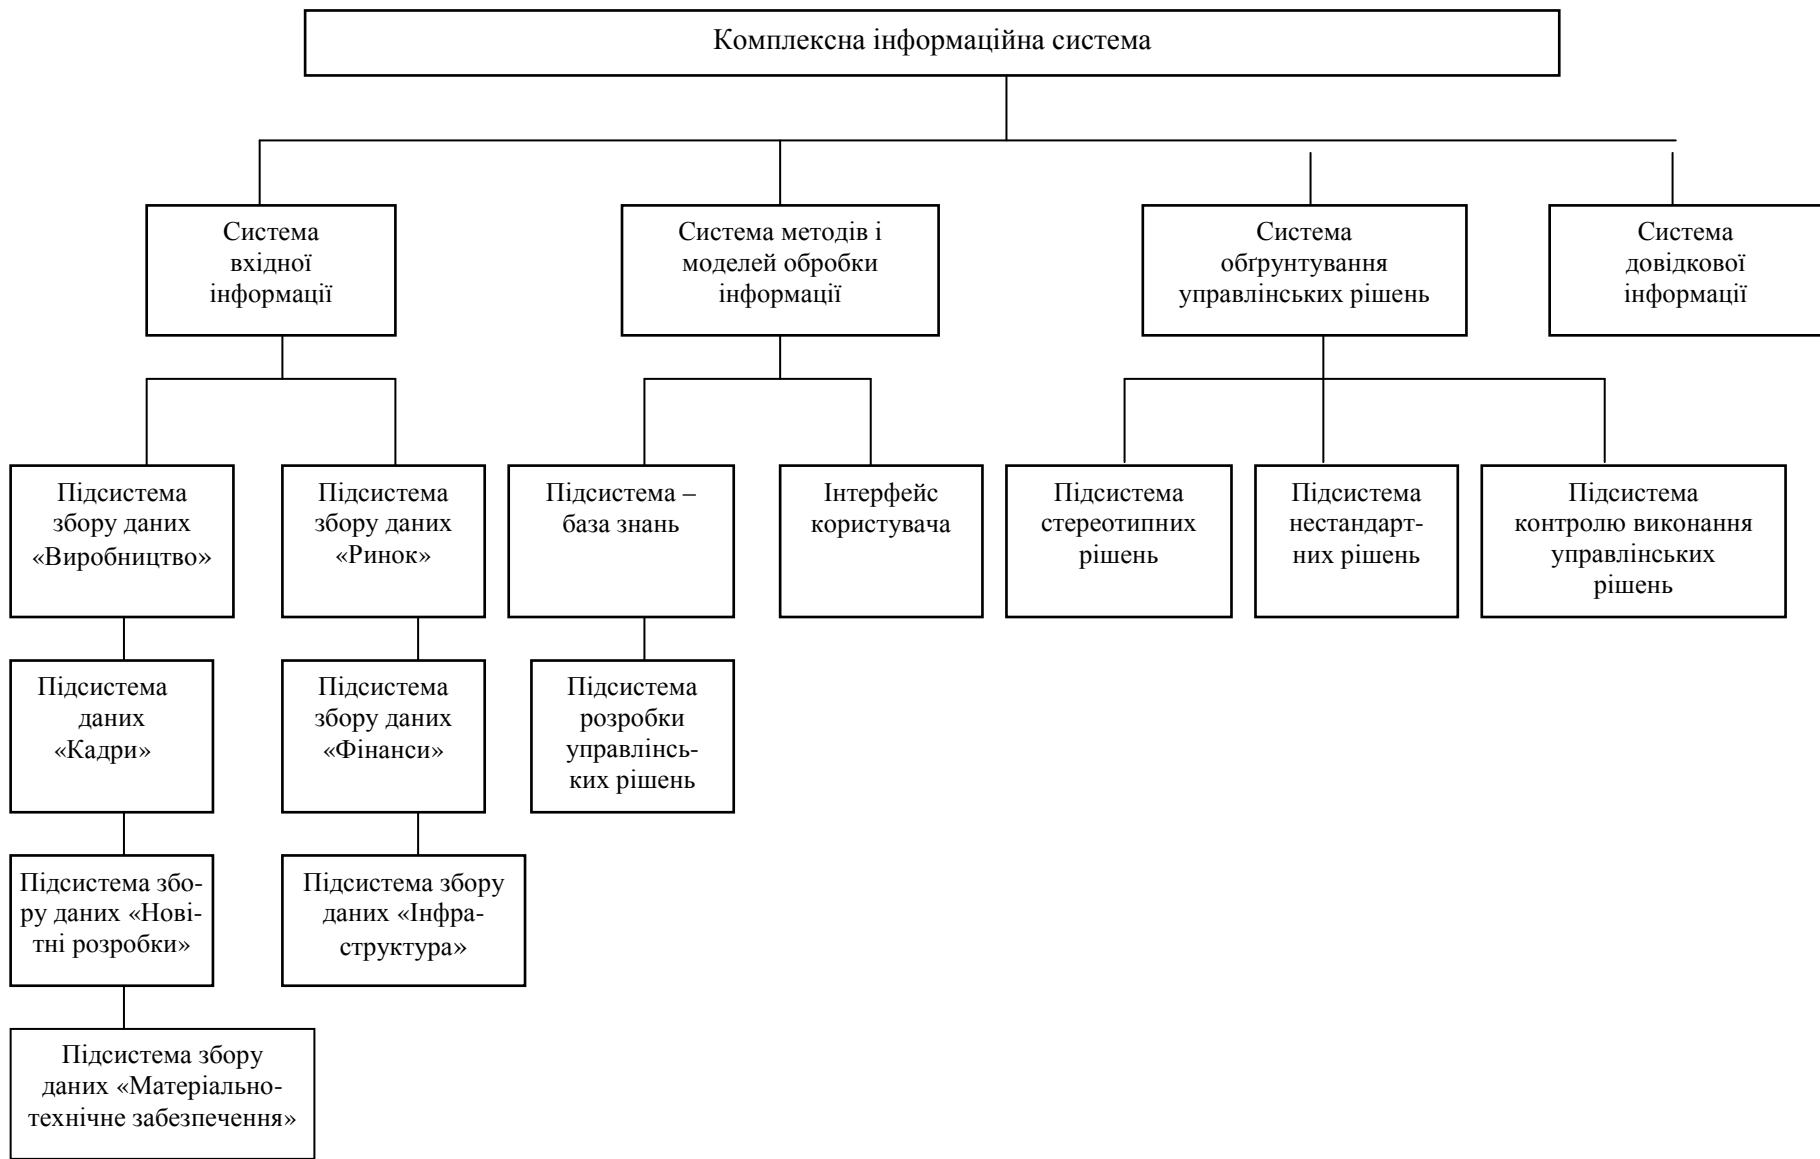 Комплексна інформаційна система
Система
вхідної
інформації
Система методів і
моделей обробки
інформації
Система
обґрунтування
управлінських рішень
Система
довідкової
інформації
Підсистема
збору даних
«Виробництво»
Підсистема
збору даних
«Ринок»
Підсистема –
база знань
Інтерфейс
користувача
Підсистема
стереотипних
рішень
Підсистема
нестандарт-
них рішень
Підсистема
контролю виконання
управлінських
рішень
Підсистема
даних
«Кадри»
Підсистема
збору даних
«Фінанси»
Підсистема
розробки
управлінсь-
ких рішень
Підсистема збо-
ру даних «Нові-
тні розробки»
Підсистема збору
даних «Інфра-
структура»
Підсистема збору
даних «Матеріально-
технічне забезпечення»